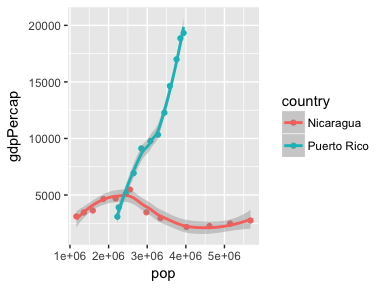 gdpPercap
20000
15000
10000
5000
1e+06
2e+06
3e+06
4e+06
5e+06
pop
country
Nicaragua
Puerto Rico